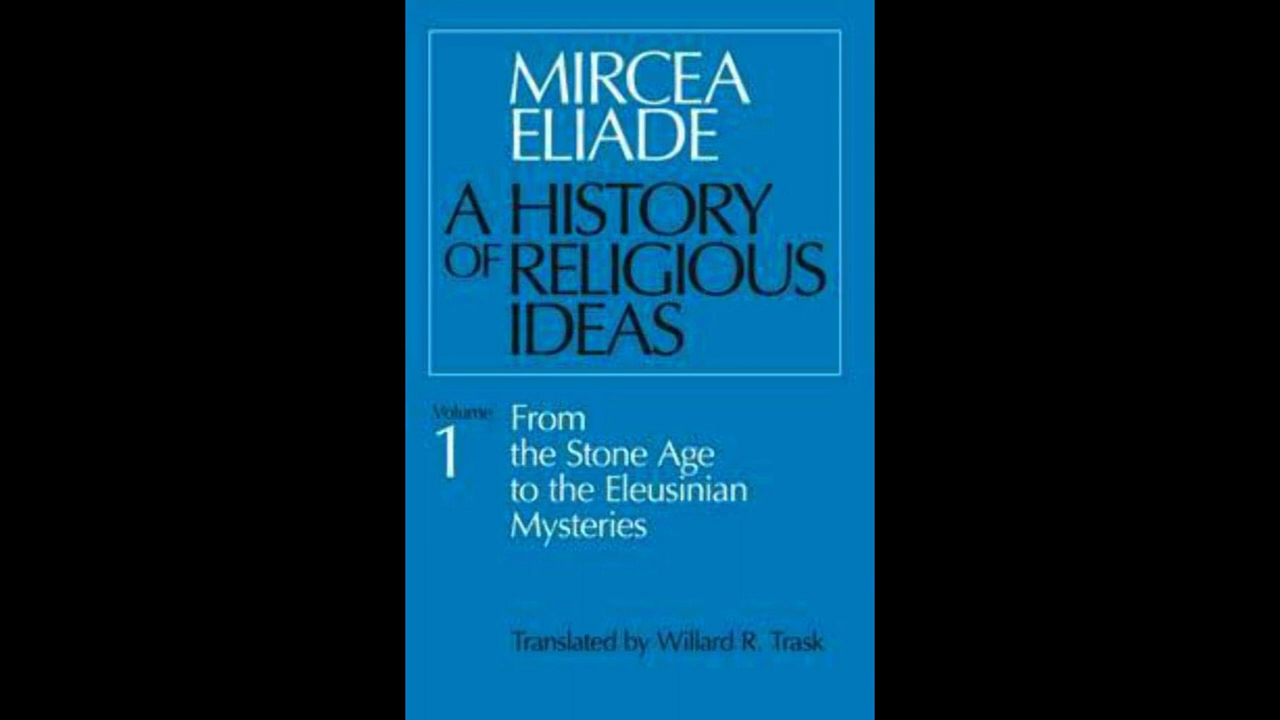 MIRCEA
ELIADE
A HISTORY
OF RELIGIOUS
IDEAS
Volume
1
From
the Stone Age
to the Eleusinian
Mysteries
Translated by Willard R. Trask